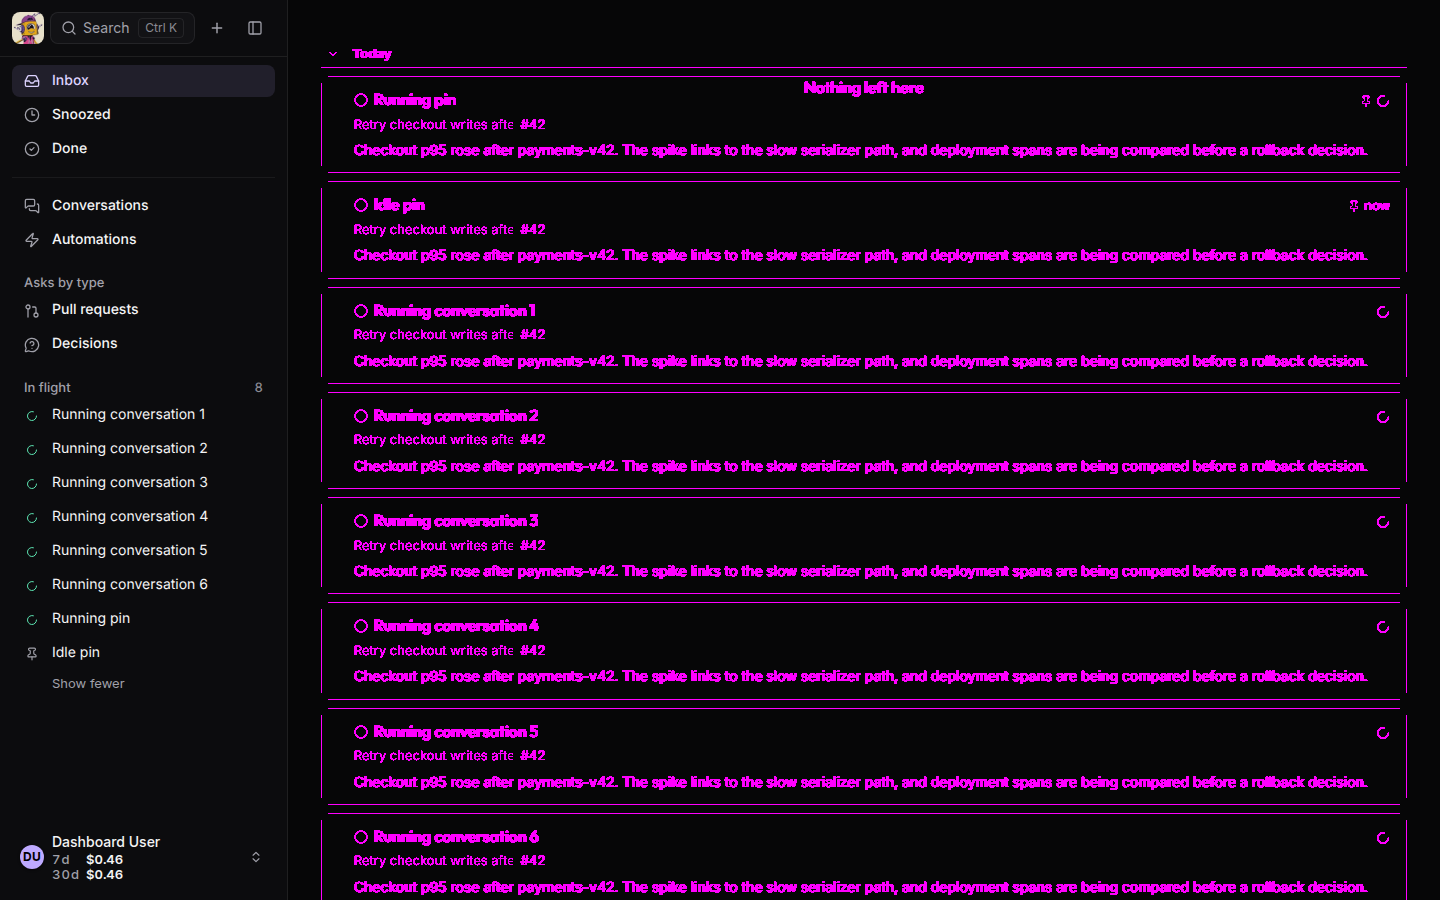 Search Ctrl K
Inbox
Snoozed
Done
Conversations
Automations
Asks by type
Pull requests
Decisions
In flight 8
Running conversation 1
Running conversation 2
Running conversation 3
Running conversation 4
Running conversation 5
Running conversation 6
Running pin
Idle pin
Show fewer
Dashboard User
DU
7d $0.46
30d $0.46
Today
Nothing left here
Running pin
Retry checkout writes afte #42
Checkout p95 rose after payments-v42. The spike links to the slow serializer path, and deployment spans are being compared before a rollback decision.
Idle pin now
Retry checkout writes afte #42
Checkout p95 rose after payments-v42. The spike links to the slow serializer path, and deployment spans are being compared before a rollback decision.
Running conversation 1
Retry checkout writes afte #42
Checkout p95 rose after payments-v42. The spike links to the slow serializer path, and deployment spans are being compared before a rollback decision.
Running conversation 2
Retry checkout writes afte #42
Checkout p95 rose after payments-v42. The spike links to the slow serializer path, and deployment spans are being compared before a rollback decision.
Running conversation 3
Retry checkout writes afte #42
Checkout p95 rose after payments-v42. The spike links to the slow serializer path, and deployment spans are being compared before a rollback decision.
Running conversation 4
Retry checkout writes afte #42
Checkout p95 rose after payments-v42. The spike links to the slow serializer path, and deployment spans are being compared before a rollback decision.
Running conversation 5
Retry checkout writes afte #42
Checkout p95 rose after payments-v42. The spike links to the slow serializer path, and deployment spans are being compared before a rollback decision.
Running conversation 6
Retry checkout writes afte #42
Checkout p95 rose after payments-v42. The spike links to the slow serializer path, and deployment spans are being compared before a rollback decision.